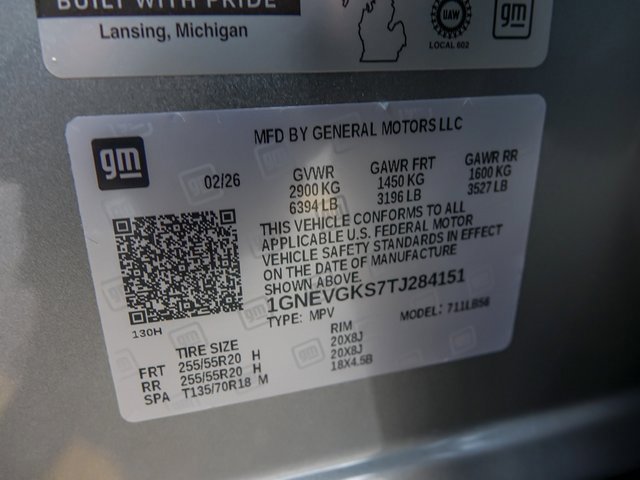 BUILT WITH PRIDE
Lansing, Michigan
UAW
LOCAL 602
gm
MFD BY GENERAL MOTORS LLC
gm
02/26
GVWR GAWR FRT GAWR RR
2900 KG 1450 KG 1600 KG
6394 LB 3196 LB 3527 LB
THIS VEHICLE CONFORMS TO ALL
APPLICABLE U.S. FEDERAL MOTOR
VEHICLE SAFETY STANDARDS IN EFFECT
ON THE DATE OF MANUFACTURE
SHOWN ABOVE.
1GNEVGKS7TJ284151
TYPE: MPV MODEL: 711LB56
130H
TIRE SIZE RIM
FRT 255/55R20 H 20X8J
RR 255/55R20 H 20X8J
SPA T135/70R18 M 18X4.5B